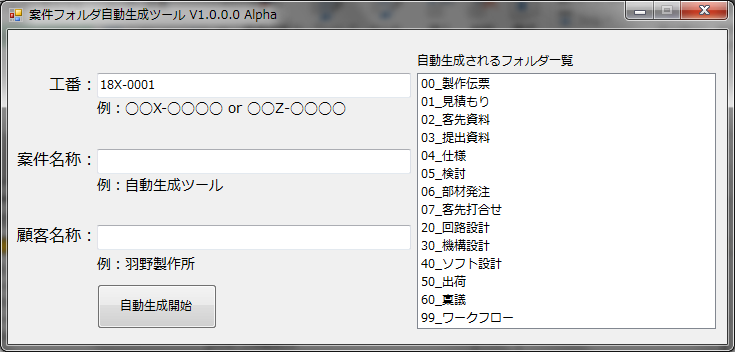 案件フォルダ自動生成ツール V1.0.0.0 Alpha
工番：
18X-0001
例：〇〇X-〇〇〇〇 or 〇〇Z-〇〇〇〇
案件名称：
例：自動生成ツール
顧客名称：
例：羽野製作所
自動生成開始
自動生成されるフォルダ一覧
00_製作伝票
01_見積もり
02_客先資料
03_提出資料
04_仕様
05_検討
06_部材発注
07_客先打合せ
20_回路設計
30_機構設計
40_ソフト設計
50_出荷
60_稟議
99_ワークフロー